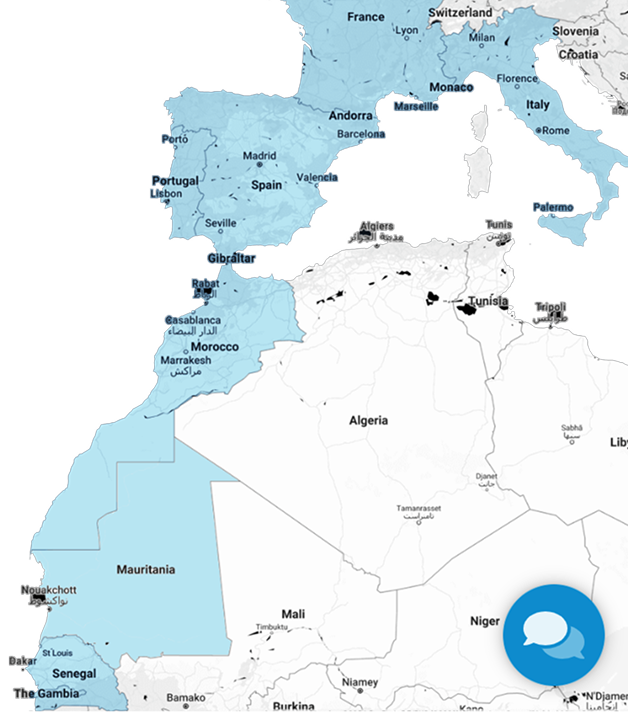 France
Switzerland
Lyon
Milan
Slovenia
Croatia
Florence
Monaco
Marseille
Italy
Andorra
Barcelona
Rome
Porto
Madrid
Portugal
Spain
Valencia
Lisbon
Palermo
Seville
Algiers
مدينة الجزائر
Tunis
تونس
Gibraltar
Rabat
Tunisia
Tripoli
Casablanca
الدار البيضاء
Morocco
Marrakesh
مراكش
Algeria
Sabha
سبها
Djanet
جانت
Tamanrasset
تامنراست
Mauritania
Nouakchott
نواكشوط
Mali
Timbuktu
Niger
St Louis
Dakar
Senegal
The Gambia
Bamako
Niamey
Burkina
Kano
N'Djamen